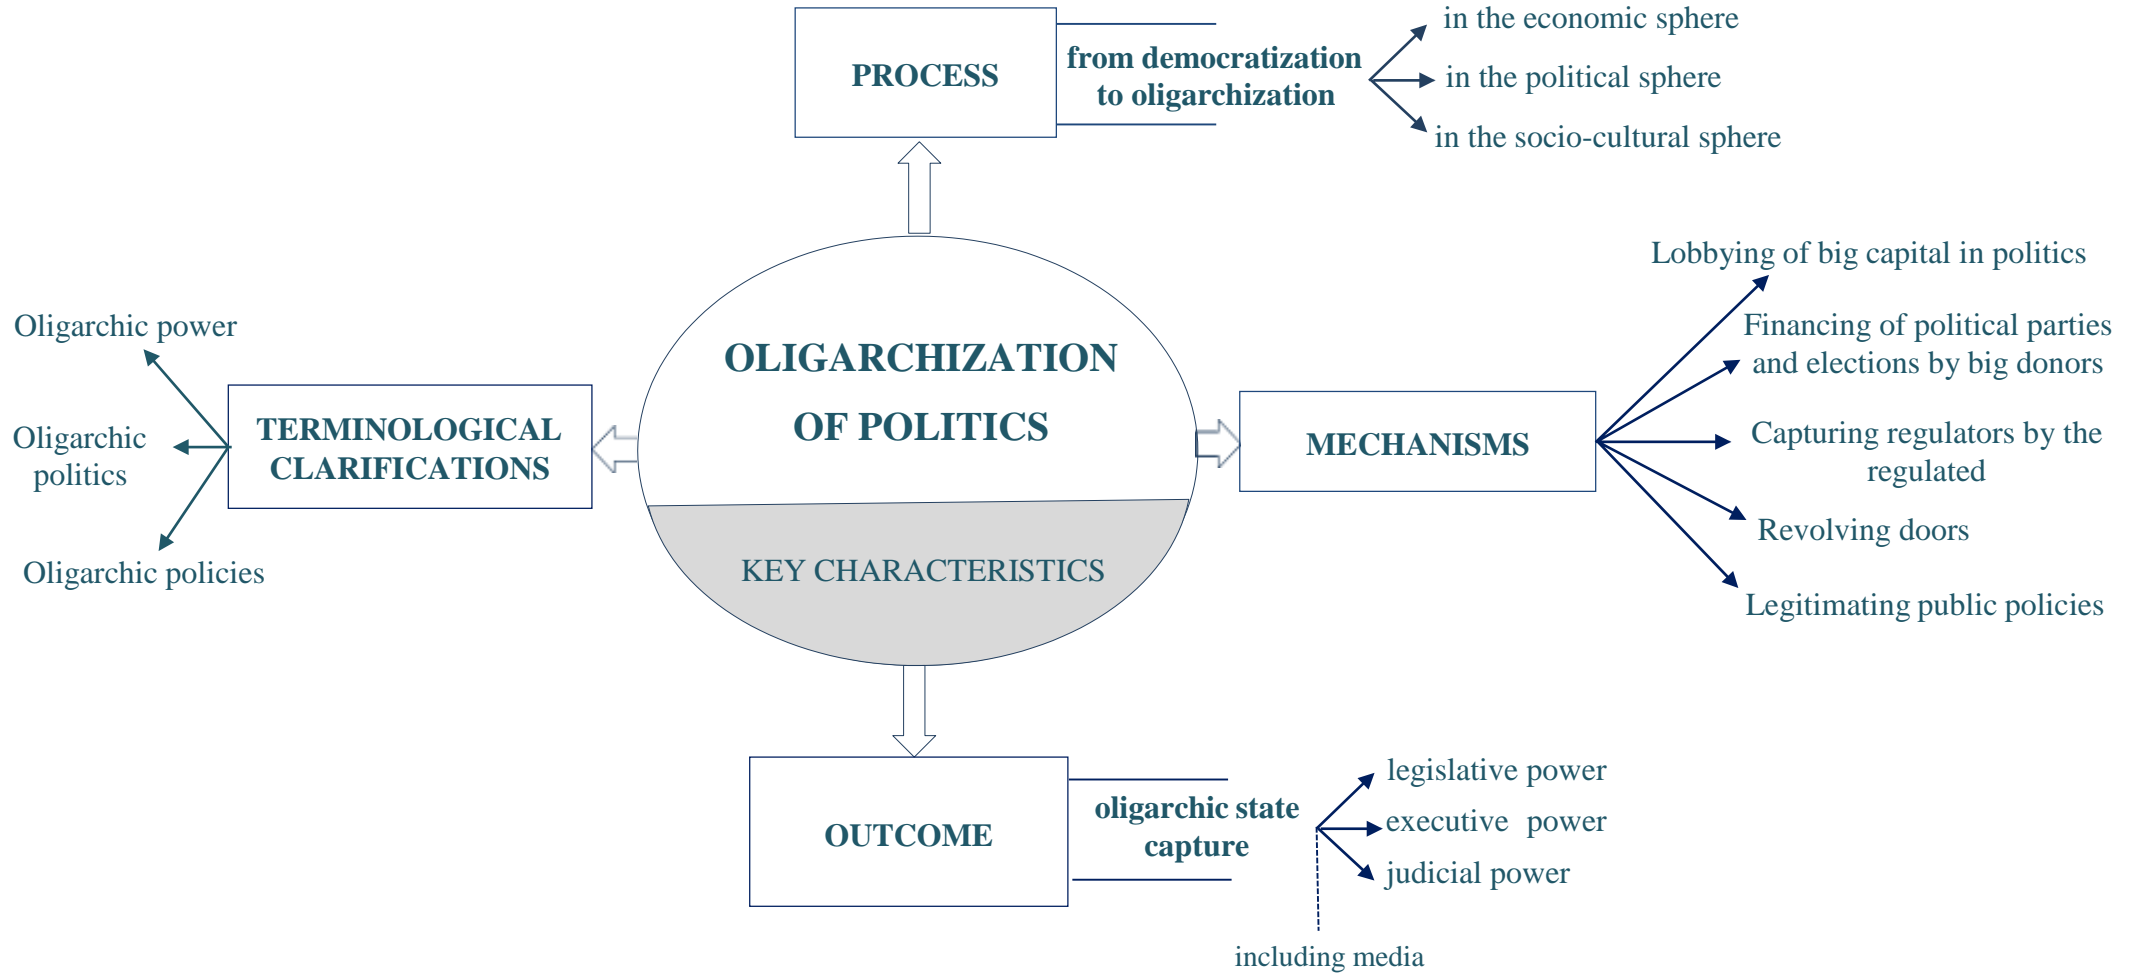 PROCESS
from democratization
to oligarchization
in the economic sphere
in the political sphere
in the socio-cultural sphere
OLIGARCHIZATION
OF POLITICS
KEY CHARACTERISTICS
TERMINOLOGICAL
CLARIFICATIONS
Oligarchic power
Oligarchic
politics
Oligarchic policies
MECHANISMS
Lobbying of big capital in politics
Financing of political parties
and elections by big donors
Capturing regulators by the
regulated
Revolving doors
Legitimating public policies
OUTCOME
oligarchic state
capture
legislative power
executive power
judicial power
including media